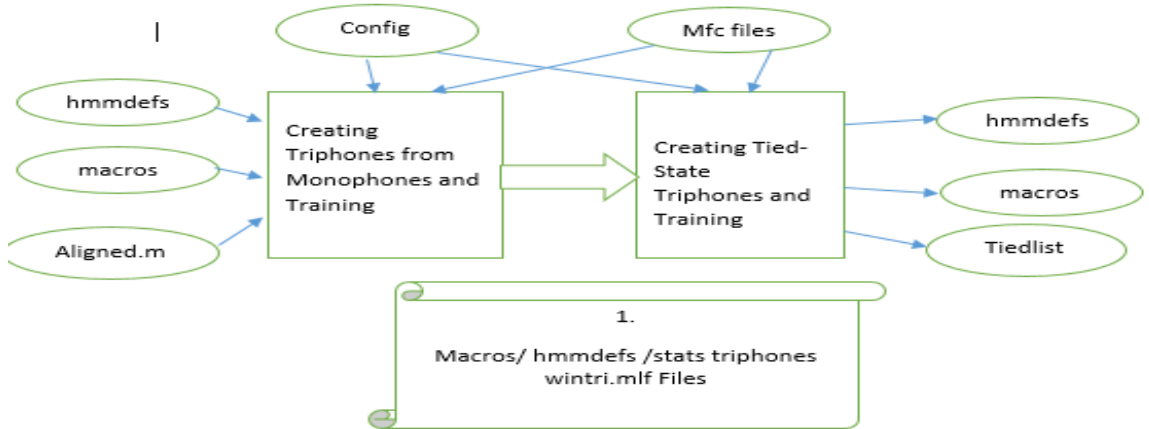 Config
Mfc files
hmmdefs
macros
Aligned.m
Creating
Triphones from
Monophones and
Training
Creating Tied-
State
Triphones and
Training
hmmdefs
macros
Tiedlist
1.
Macros/ hmmdefs /stats triphones
wintri.mlf Files